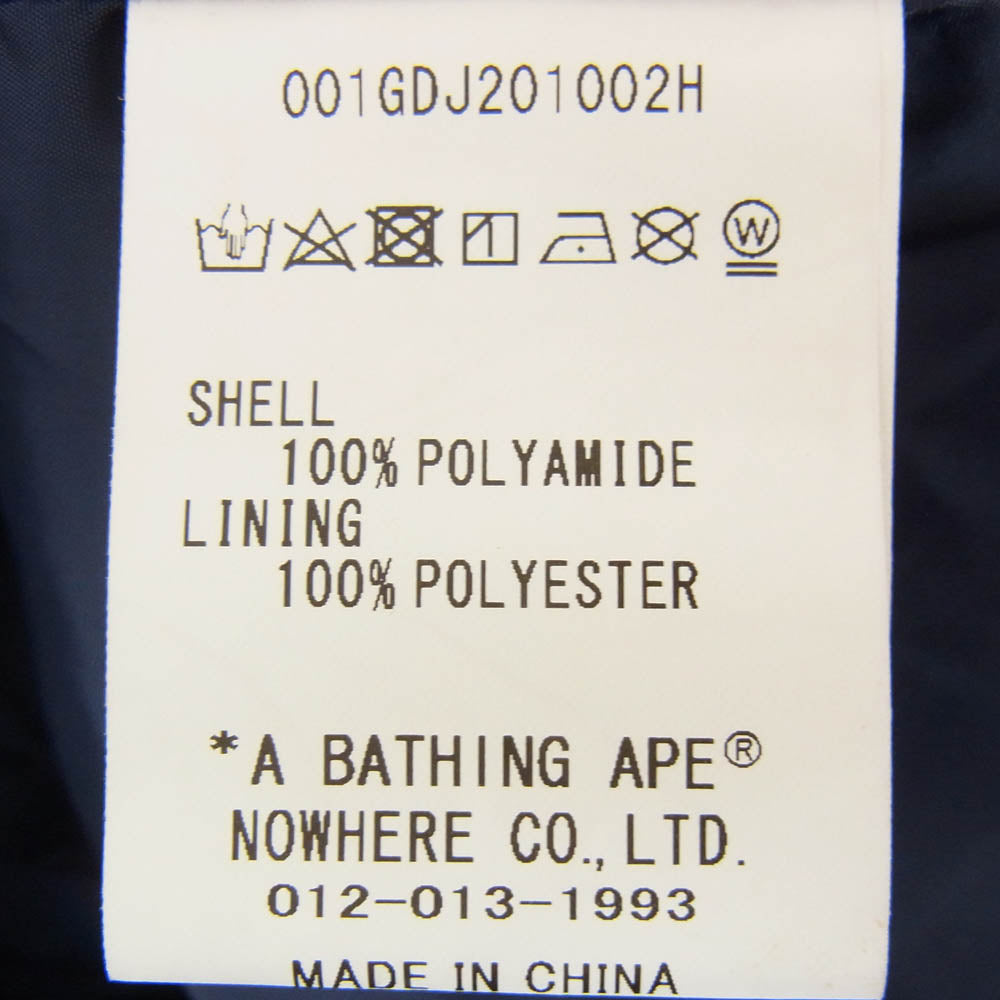 001GDJ201002H
W
SHELL
100% POLYAMIDE
LINING
100% POLYESTER
*A BATHING APE®
NOWHERE CO.,LTD.
012-013-1993
MADE IN CHINA